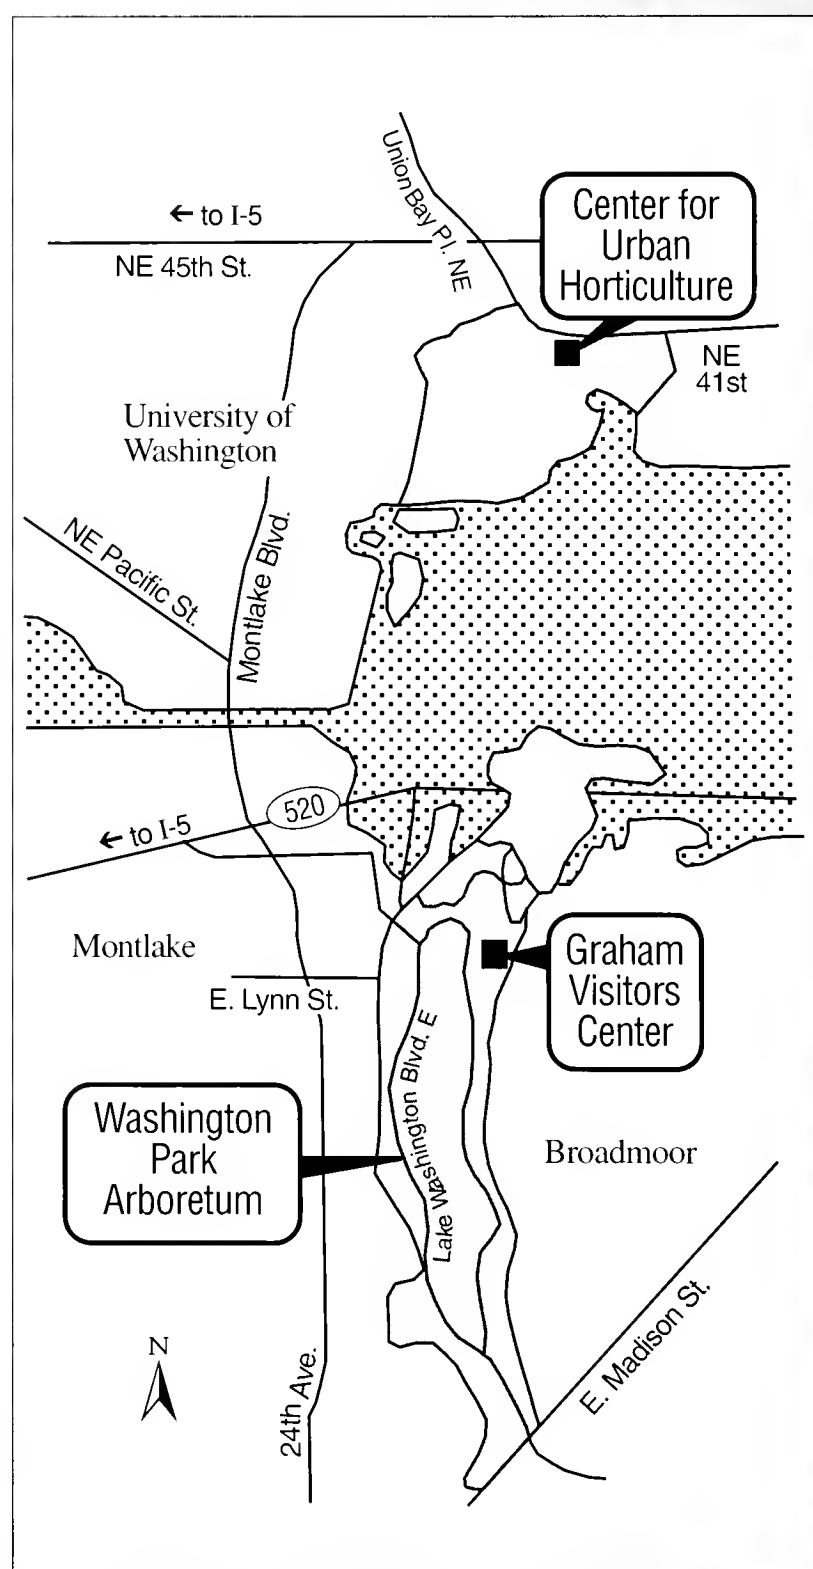 Union Bay Pl. NE
← to I-5
NE 45th St.
Center for
Urban
Horticulture
NE
41st
University of
Washington
NE Pacific St.
Montlake Blvd.
520
← to I-5
Montlake
E. Lynn St.
Graham
Visitors
Center
Lake Washington Blvd. E
Washington
Park
Arboretum
Broadmoor
E. Madison St.
N
24th Ave.